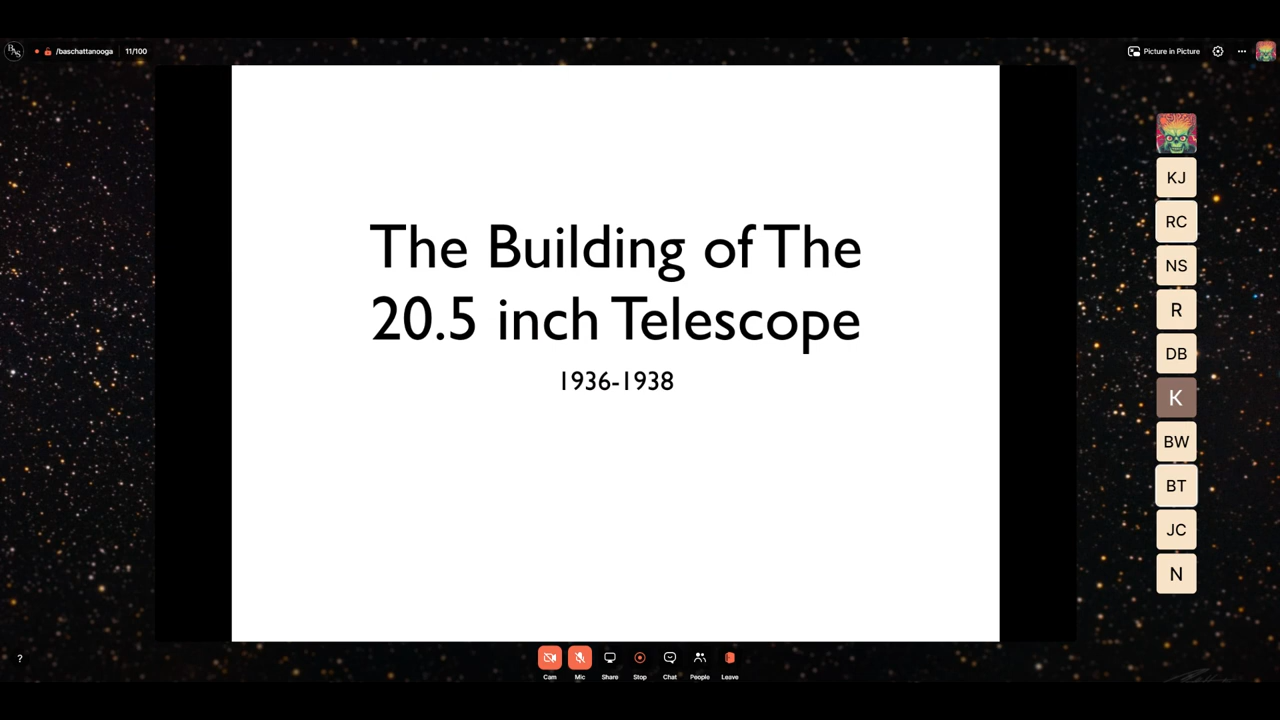 BAS
/baschattanooga
11/100
Picture in Picture
The Building of The
20.5 inch Telescope
1936-1938
KJ
RC
NS
R
DB
K
BW
BT
JC
N
?
Cam
Mic
Share
Stop
Chat
People
Leave